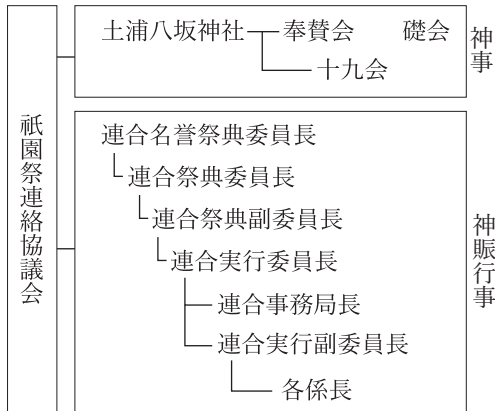 祇園祭連絡協議会
土浦八坂神社 奉賛会 礎会
十九会
神事
連合名誉祭典委員長
連合祭典委員長
連合祭典副委員長
連合実行委員長
連合事務局長
連合実行副委員長
各係長
神賑行事